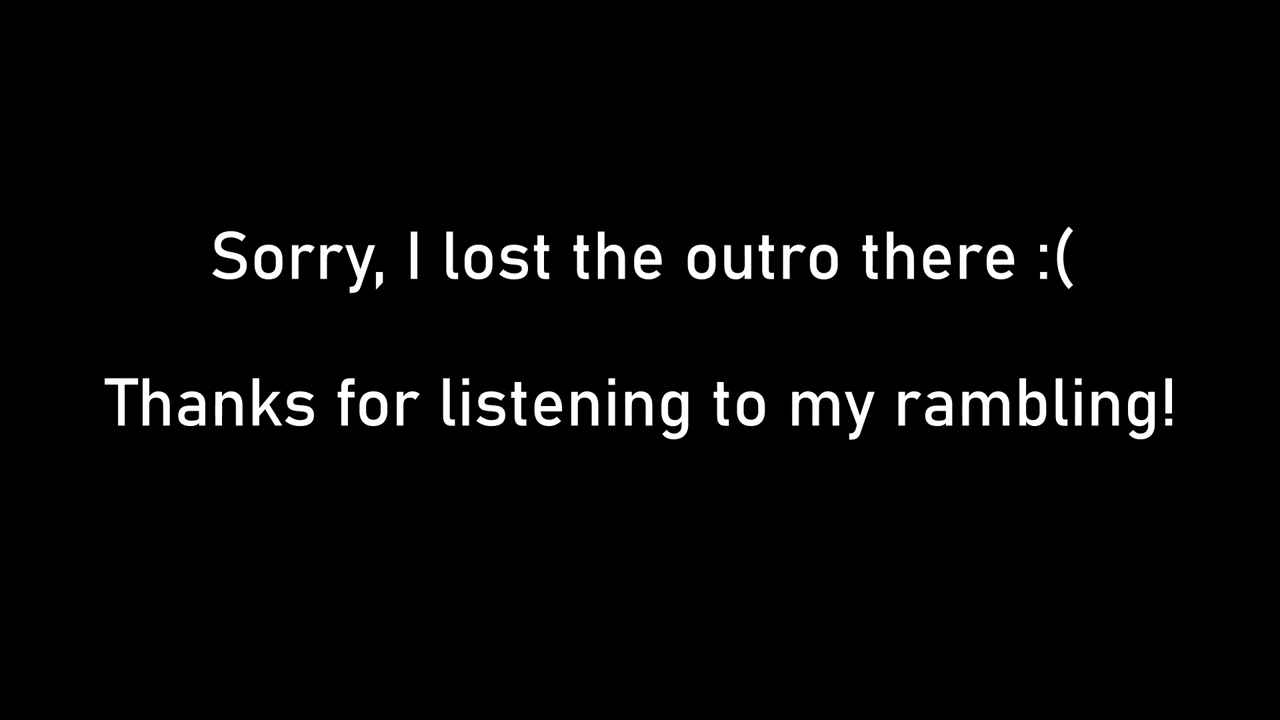 Sorry, I lost the outro there :(
Thanks for listening to my rambling!